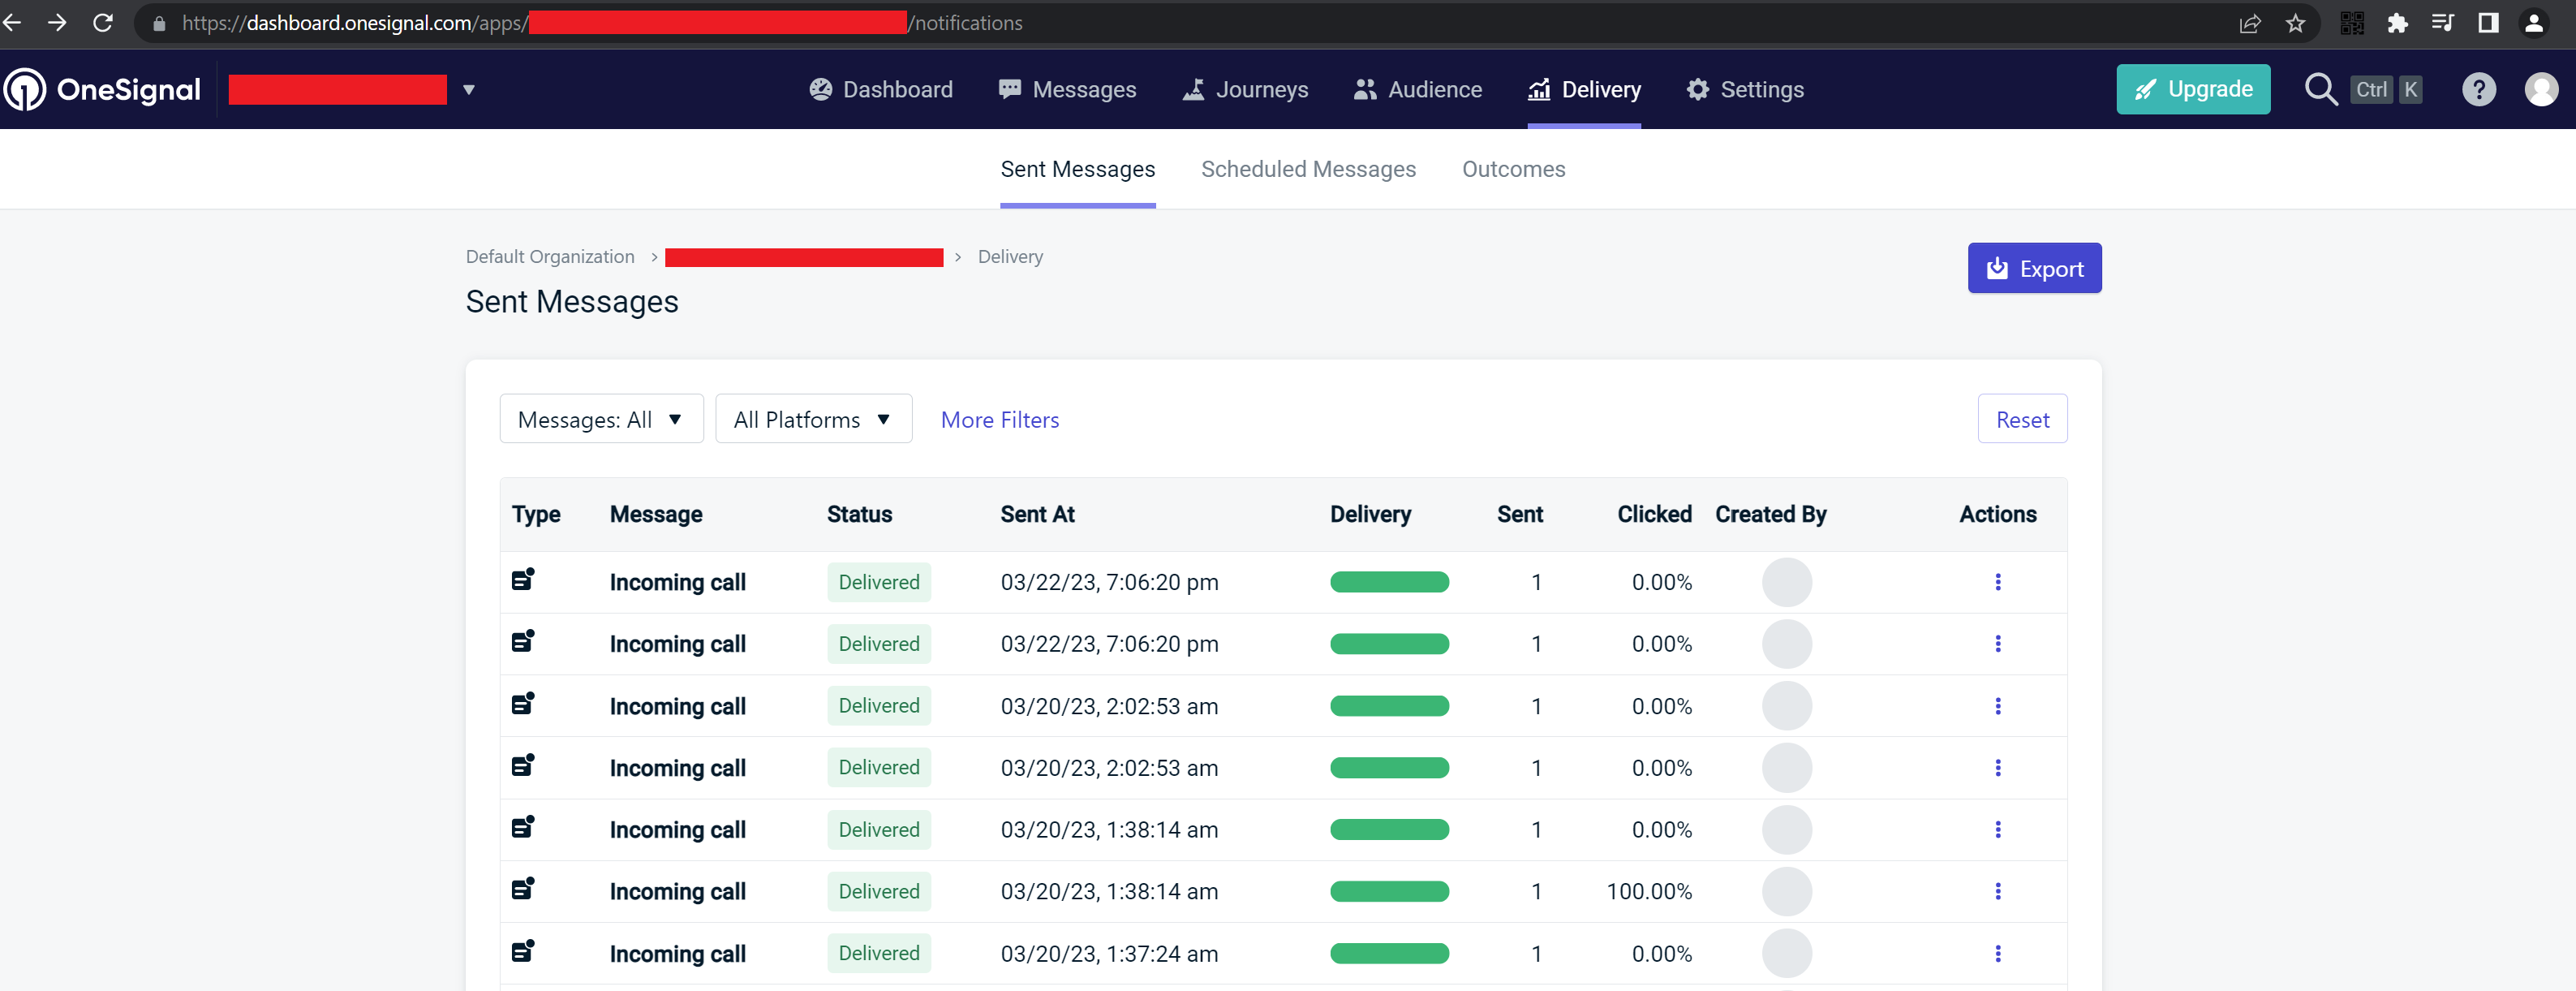 https://dashboard.onesignal.com/apps/ /notifications
OneSignal Dashboard Messages Journeys Audience Delivery Settings Upgrade Ctrl K ?
Sent Messages Scheduled Messages Outcomes
Default Organization > > Delivery
Export
Sent Messages
Messages: All All Platforms More Filters Reset
Type Message Status Sent At Delivery Sent Clicked Created By Actions
Incoming call Delivered 03/22/23, 7:06:20 pm 1 0.00%
Incoming call Delivered 03/22/23, 7:06:20 pm 1 0.00%
Incoming call Delivered 03/20/23, 2:02:53 am 1 0.00%
Incoming call Delivered 03/20/23, 2:02:53 am 1 0.00%
Incoming call Delivered 03/20/23, 1:38:14 am 1 0.00%
Incoming call Delivered 03/20/23, 1:38:14 am 1 100.00%
Incoming call Delivered 03/20/23, 1:37:24 am 1 0.00%